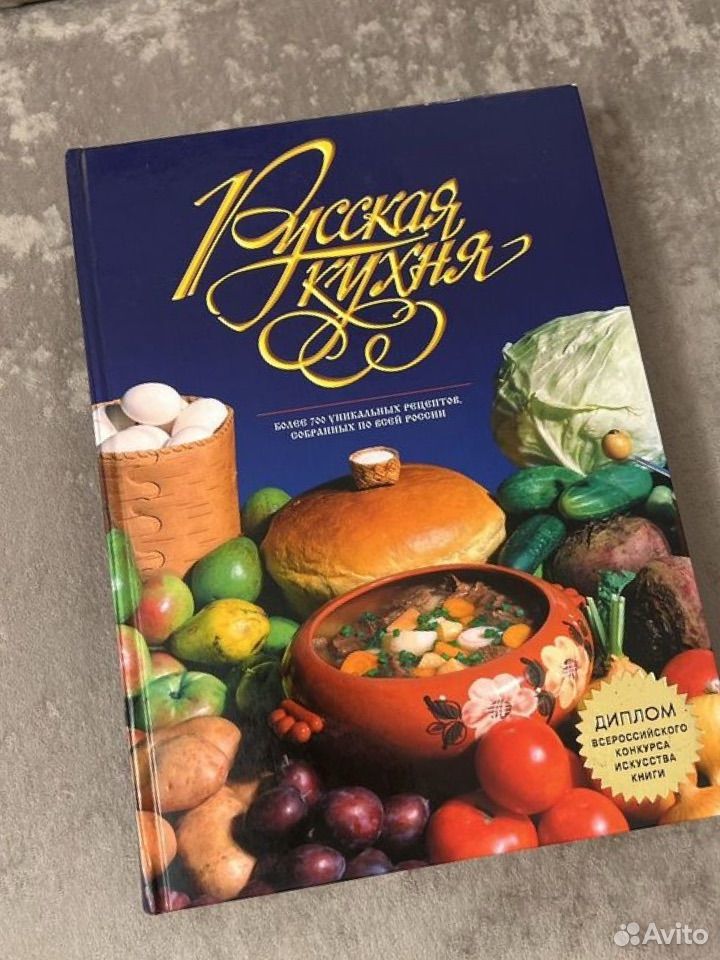 Русская
кухня
БОЛЕЕ 700 УНИКАЛЬНЫХ РЕЦЕПТОВ,
СОБРАННЫХ ПО ВСЕЙ РОССИИ
ДИПЛОМ
ВСЕРОССИЙСКОГО
КОНКУРСА
ИСКУССТВА
КНИГИ
Avito